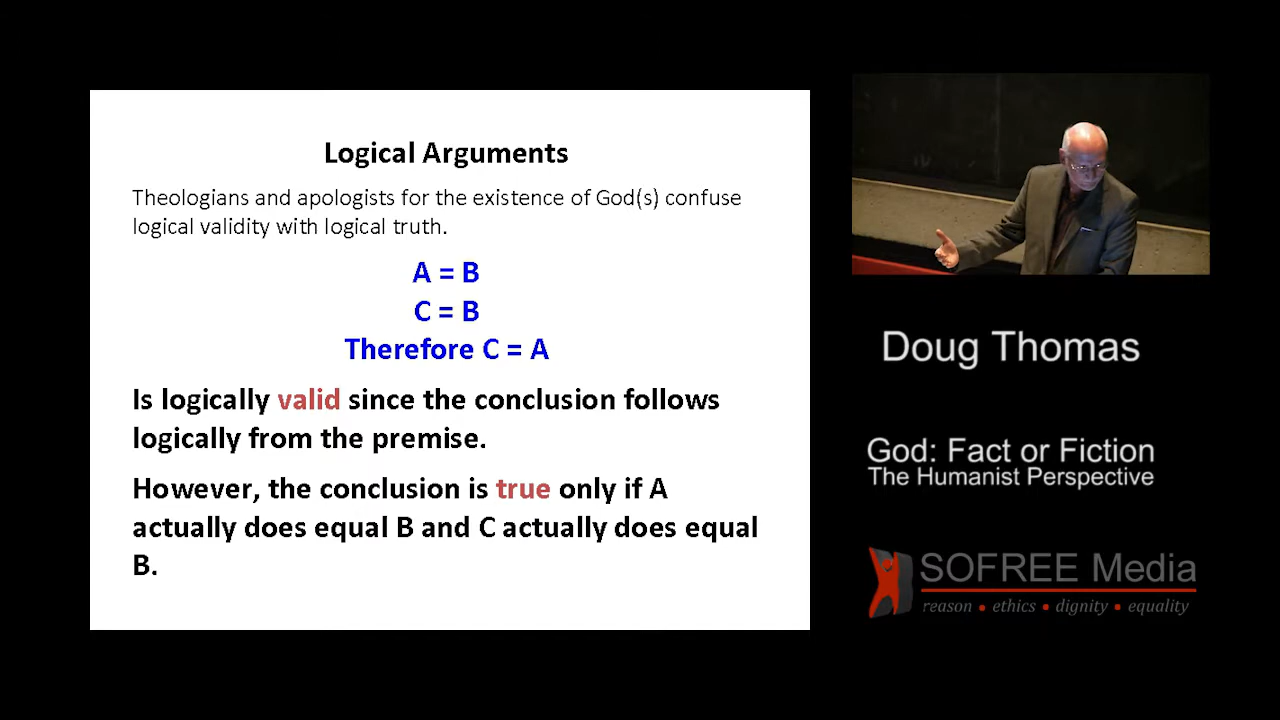 Logical Arguments
Theologians and apologists for the existence of God(s) confuse
logical validity with logical truth.
A = B
C = B
Therefore C = A
Is logically valid since the conclusion follows
logically from the premise.
However, the conclusion is true only if A
actually does equal B and C actually does equal
B.
Doug Thomas
God: Fact or Fiction
The Humanist Perspective
SOFREE Media
reason • ethics • dignity • equality